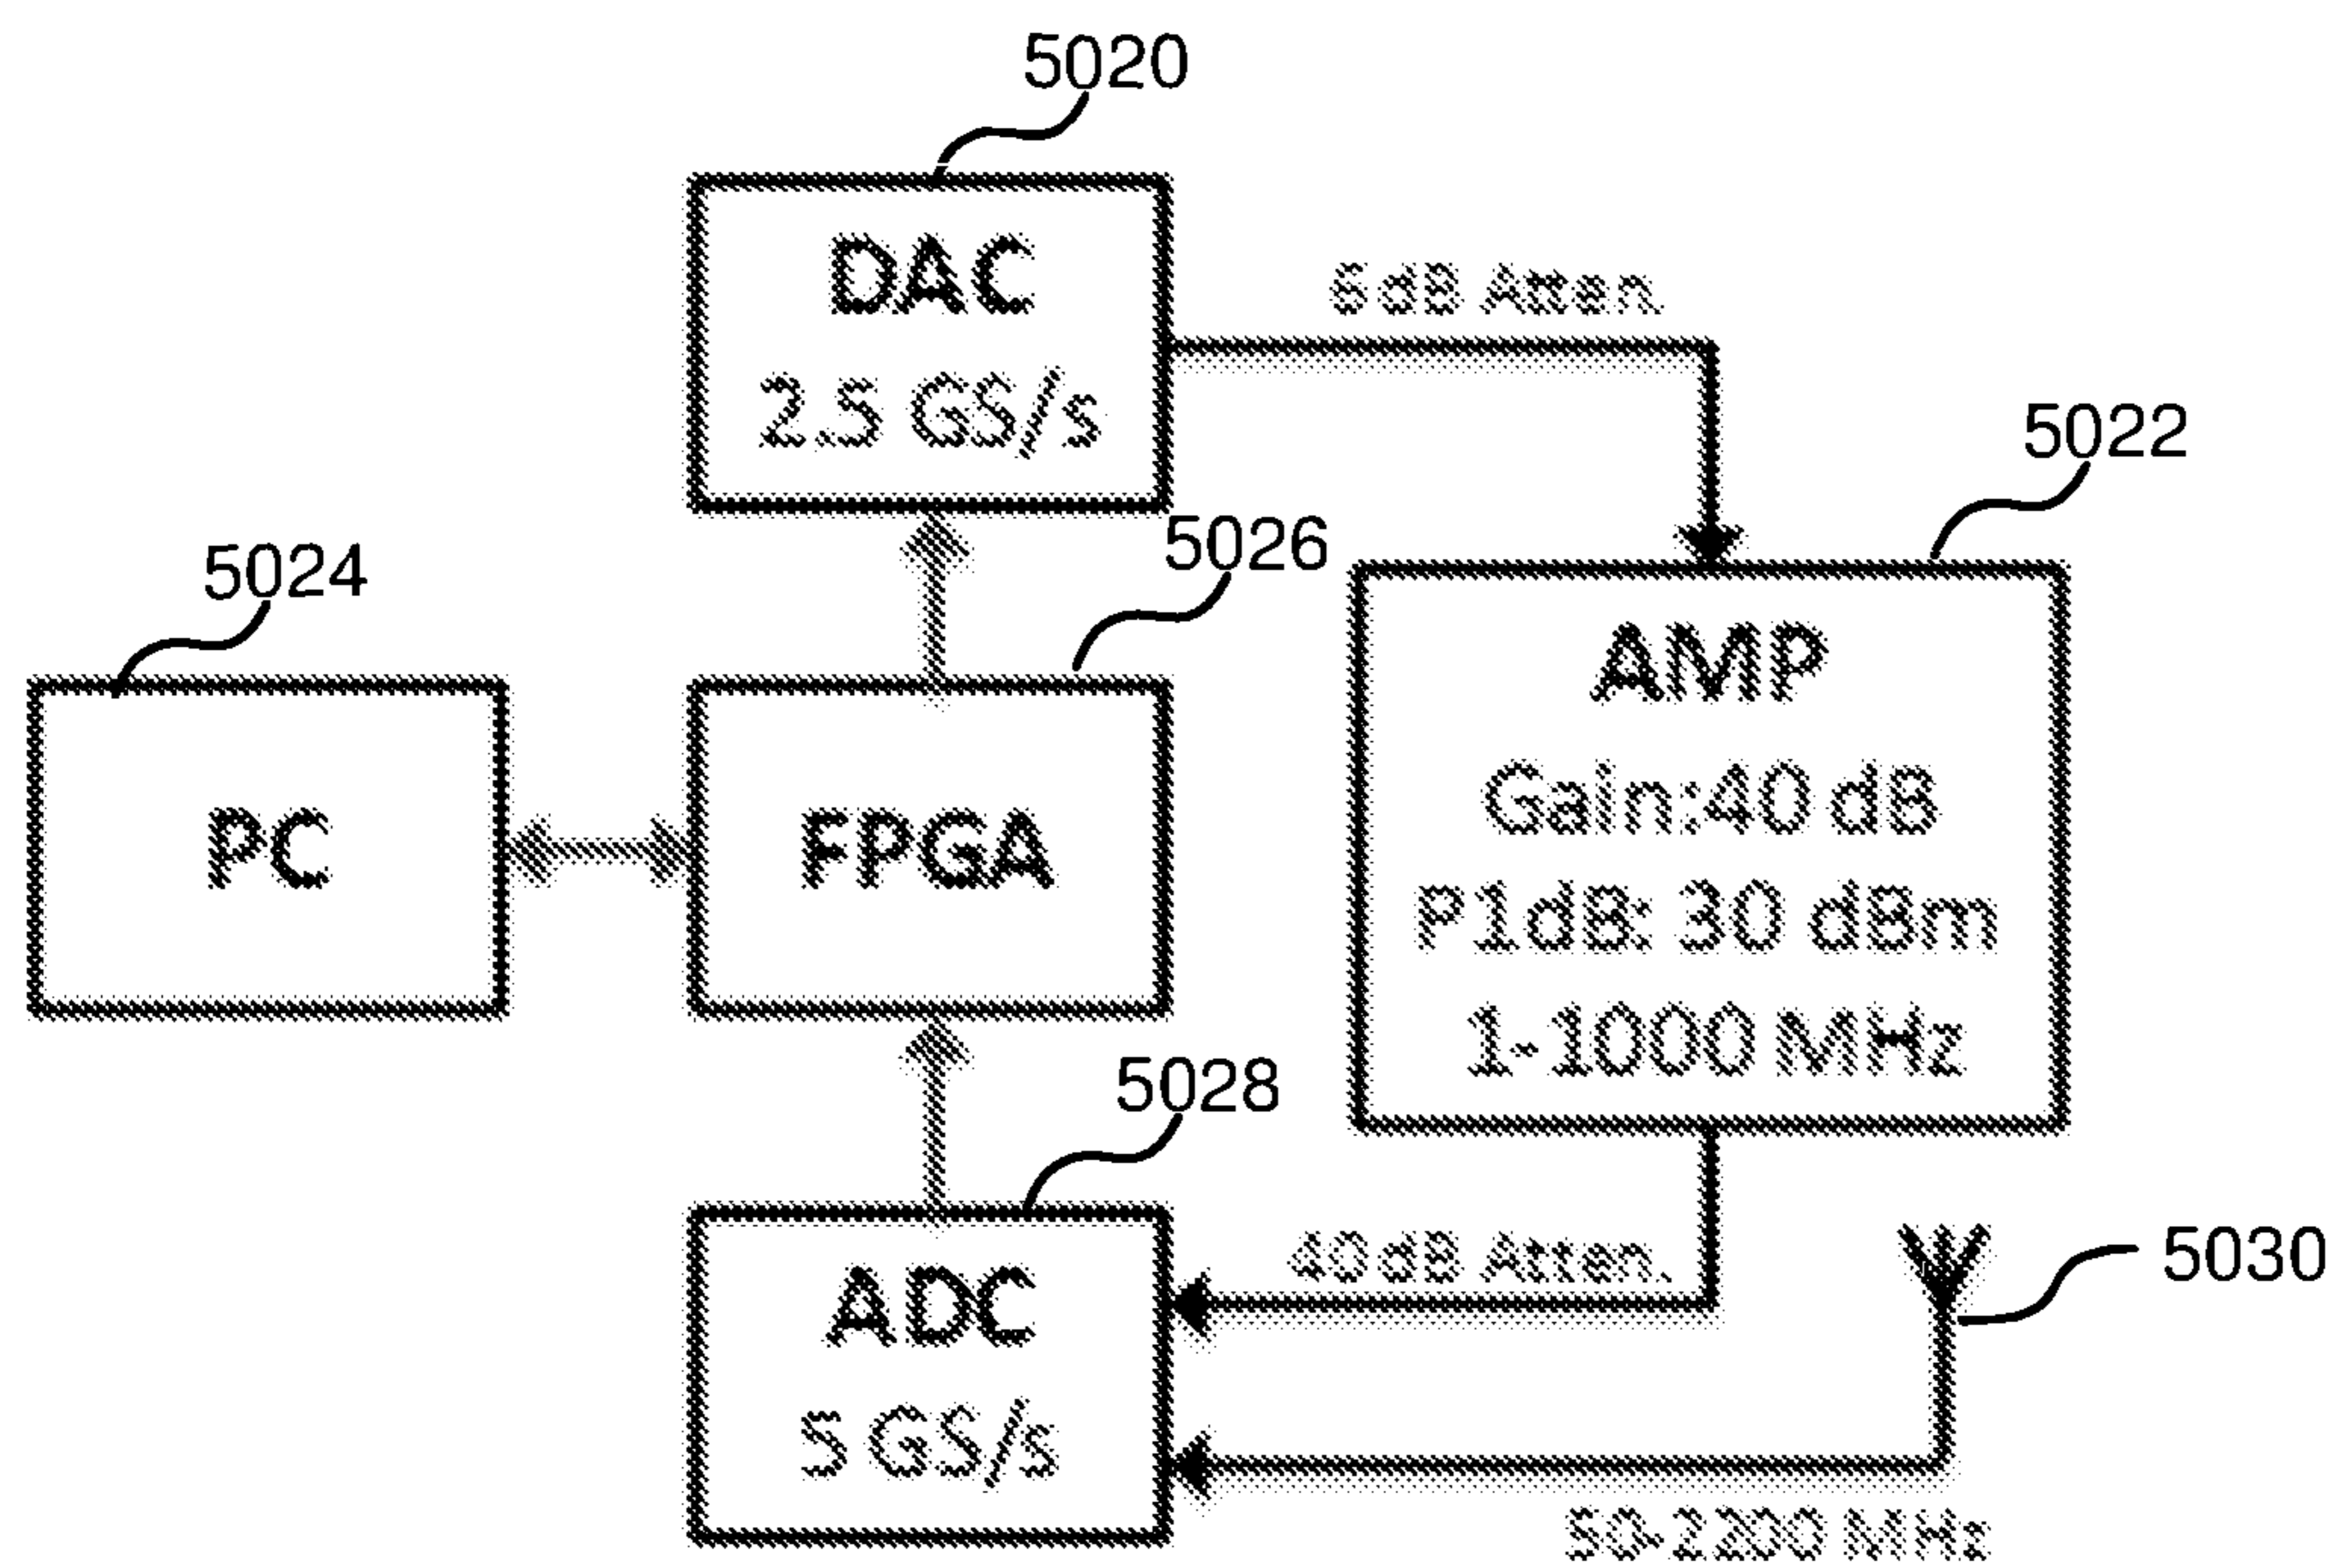 5020
DAC
2.5 GS/s
6dB Atten.
5022
5024
5026
AMP
Gain:40 dB
P1dB: 30 dBm
1-1000 MHz
PC
FPGA
5028
ADC
5 GS/s
40dB Atten.
5030
50-2200 MHz